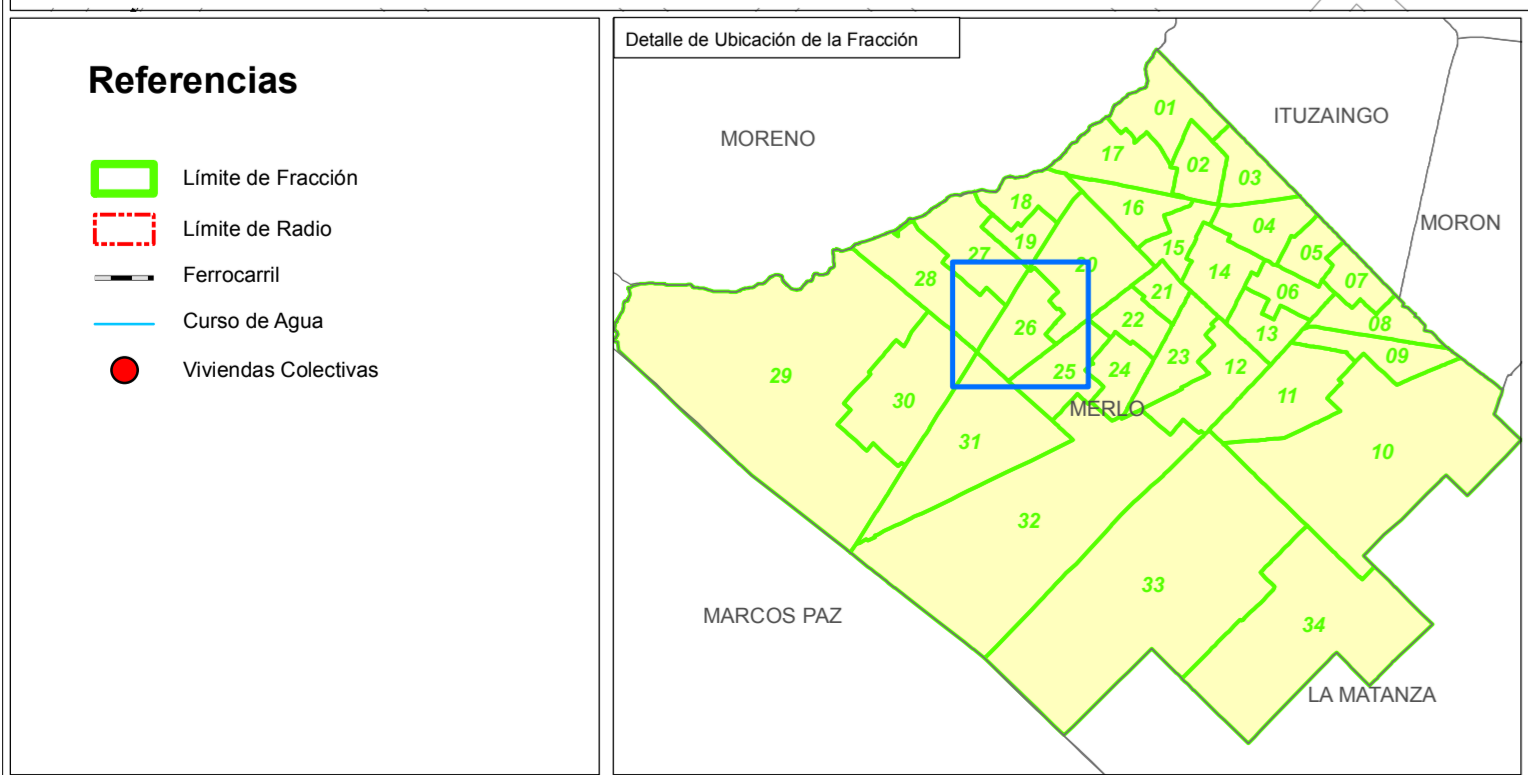 Referencias
Límite de Fracción
Límite de Radio
Ferrocarril
Curso de Agua
Viviendas Colectivas
Detalle de Ubicación de la Fracción
MORENO
ITUZAINGO
MORON
MERLO
MARCOS PAZ
LA MATANZA
01
17
02
03
18
16
04
19
15
05
27
20
14
07
28
21
06
26
22
13
08
29
25
24
23
12
09
30
11
31
10
32
33
34